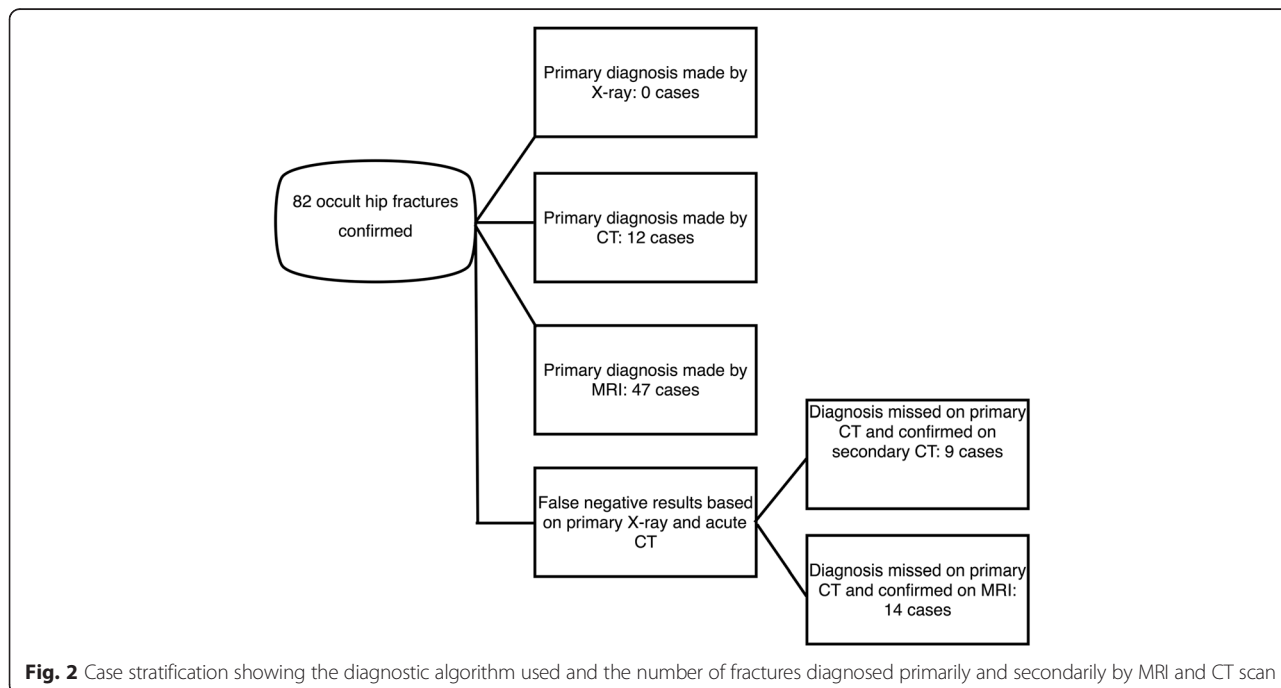 Primary diagnosis made by
X-ray: 0 cases
82 occult hip fractures
confirmed
Primary diagnosis made by
CT: 12 cases
Primary diagnosis made by
MRI: 47 cases
False negative results based
on primary X-ray and acute
CT
Diagnosis missed on primary
CT and confirmed on
secondary CT: 9 cases
Diagnosis missed on primary
CT and confirmed on MRI:
14 cases
Fig. 2 Case stratification showing the diagnostic algorithm used and the number of fractures diagnosed primarily and secondarily by MRI and CT scan